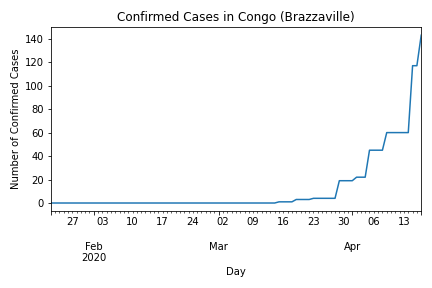 Confirmed Cases in Congo (Brazzaville)
Number of Confirmed Cases
140
120
100
80
60
40
20
0
27 03 10 17 24 02 09 16 23 30 06 13
Feb Mar Apr
2020
Day